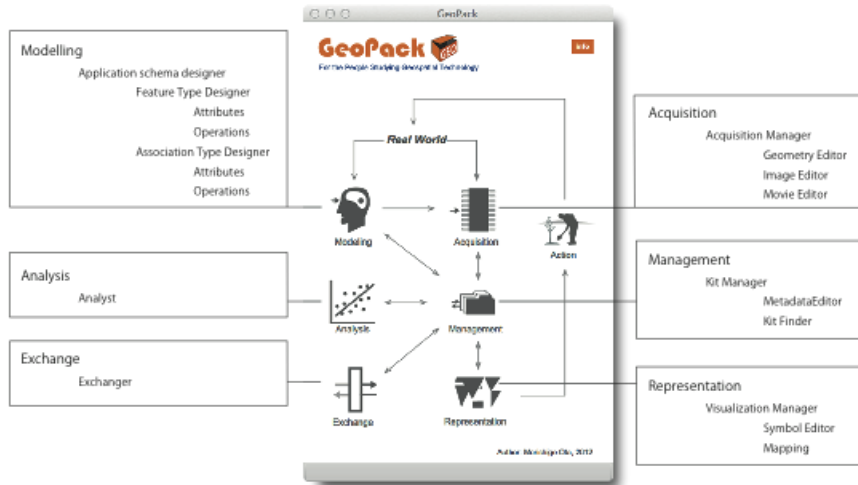 GeoPack
Modelling
Application schema designer
Feature Type Designer
Attributes
Operations
Association Type Designer
Attributes
Operations
Analysis
Analyst
Exchange
Exchanger
GeoPack
GEO
info
For the People Studying Geospatial Technology
Real World
Modeling
Acquisition
Action
Analysis
Management
Exchange
Representation
Author: Ota, 2012
Acquisition
Acquisition Manager
Geometry Editor
Image Editor
Movie Editor
Management
Kit Manager
MetadataEditor
Kit Finder
Representation
Visualization Manager
Symbol Editor
Mapping